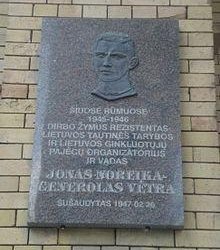 ŠIUOSE RŪMUOSE
1945-1946
DIRBO ŽYMUS REZISTENTAS
LIETUVOS TAUTINĖS TARYBOS
IR LIETUVOS GINKLUOTŲJŲ
PAJĖGŲ ORGANIZATORIUS
IR VADAS
JONAS NOREIKA-
GENEROLAS VĖTRA
SUŠAUDYTAS 1947 02 26